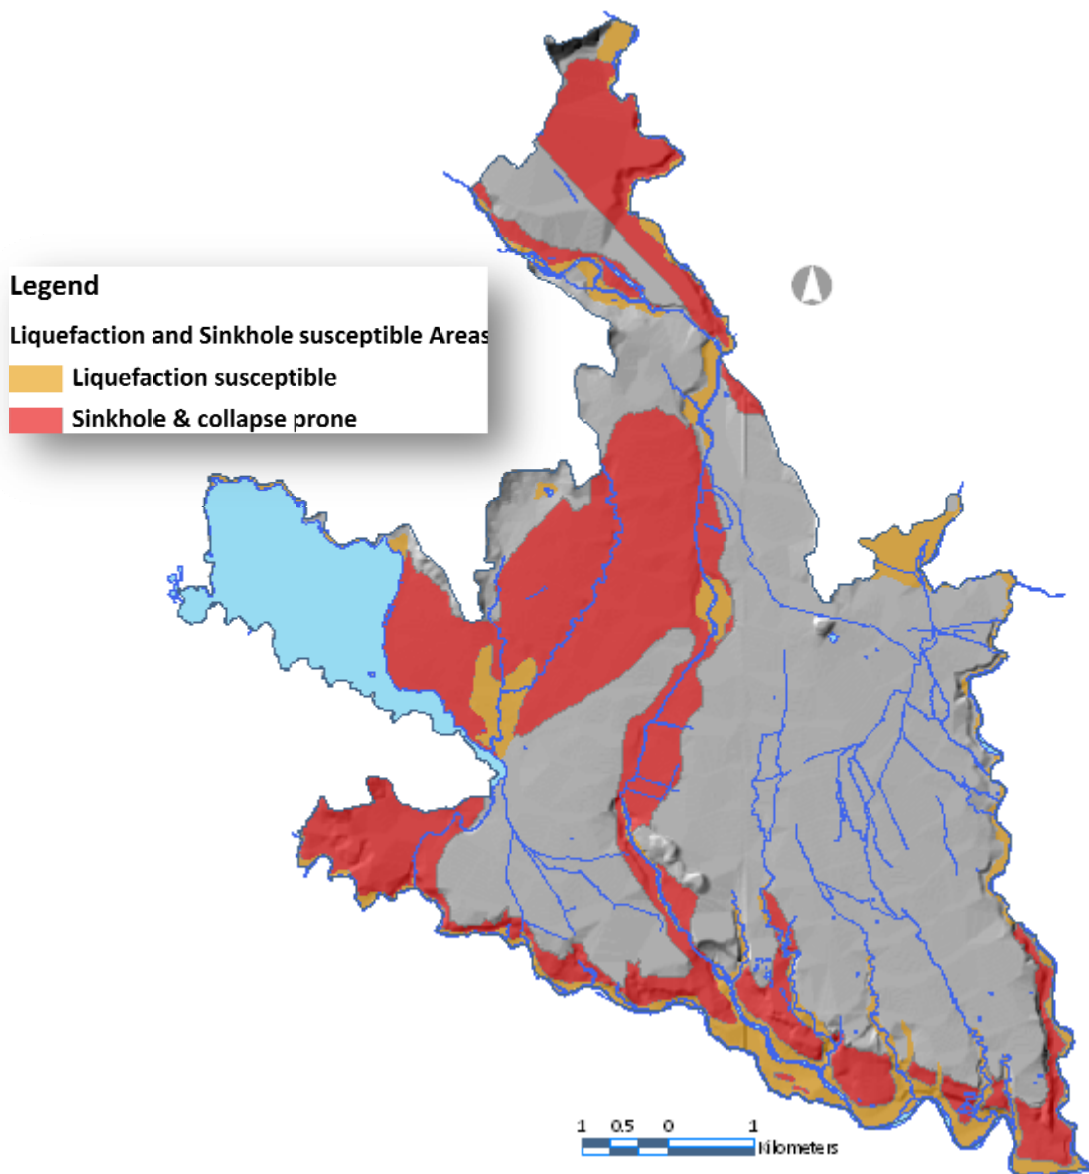 Legend
Liquefaction and Sinkhole susceptible Areas
Liquefaction susceptible
Sinkhole & collapse prone
1 0.5 0 1
Kilometers